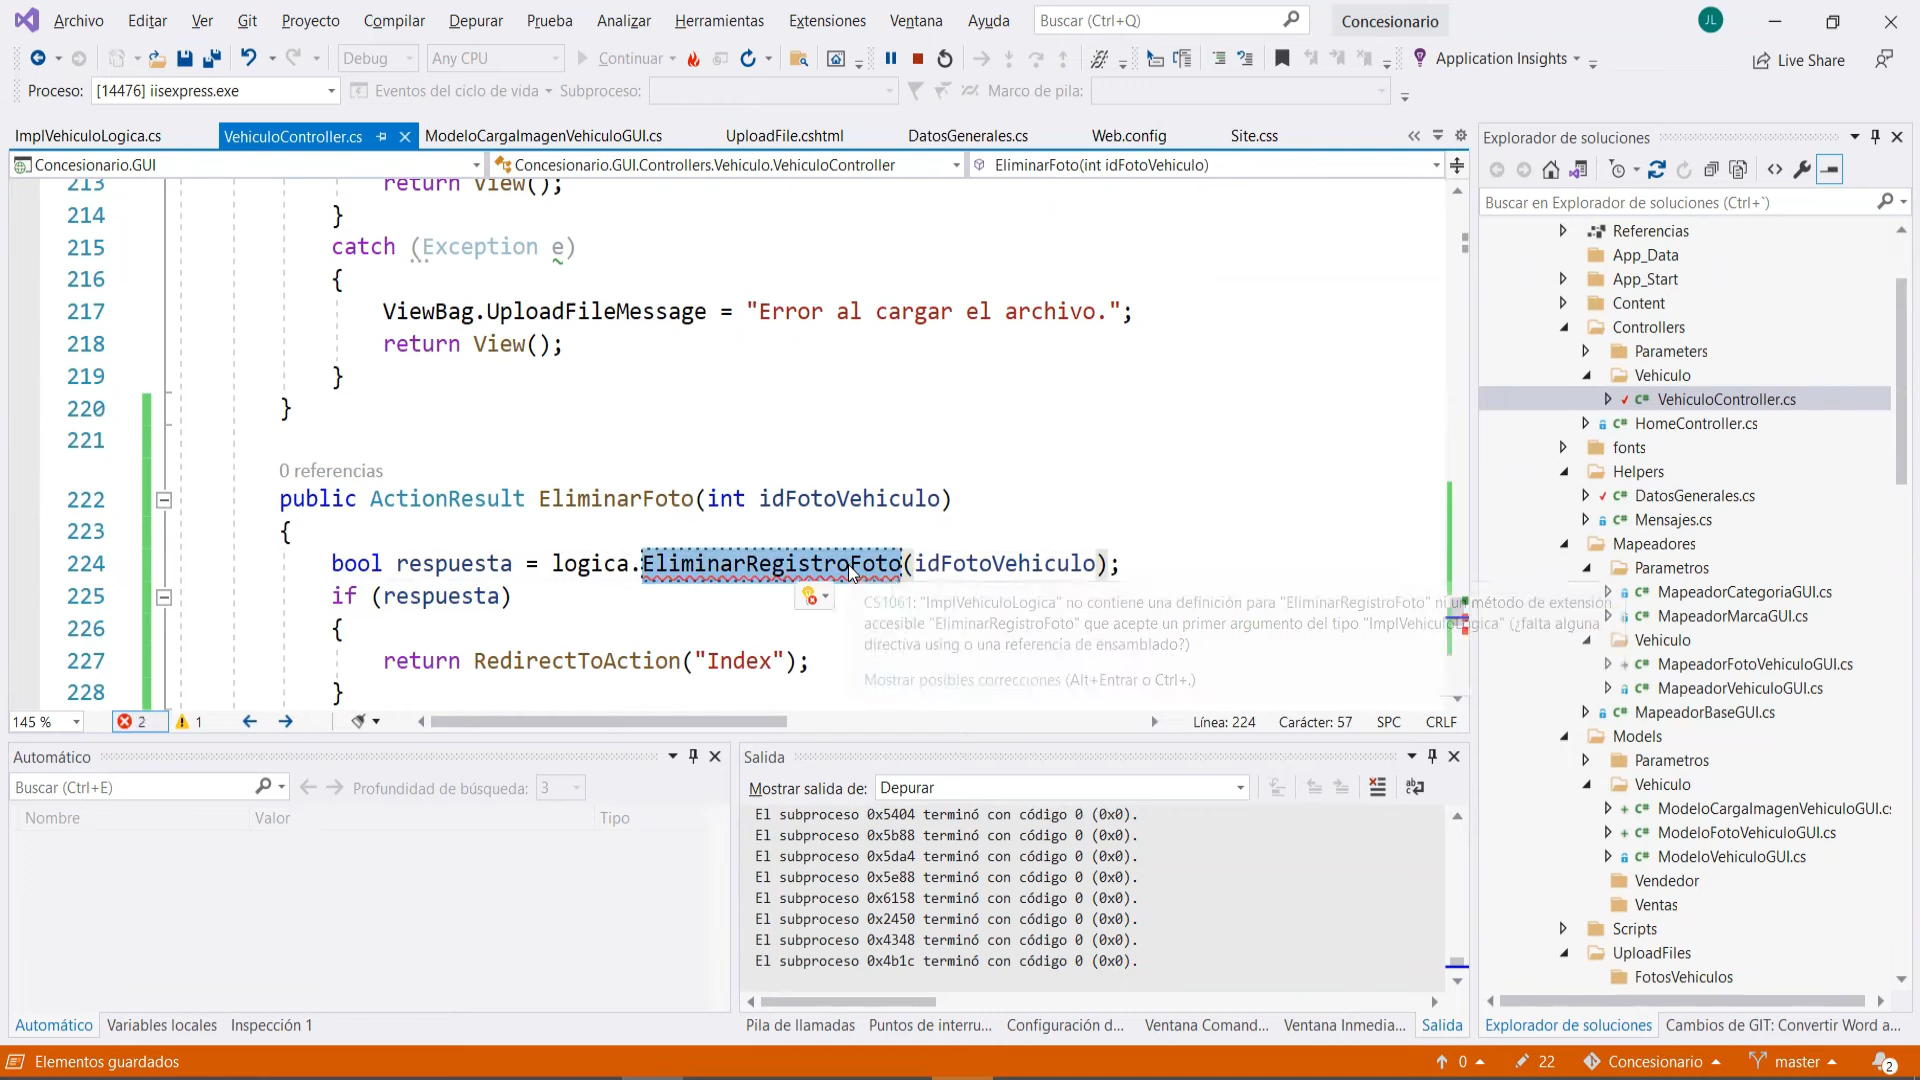 Archivo Editar Ver Git Proyecto Compilar Depurar Prueba Analizar Herramientas Extensiones Ventana Ayuda Buscar (Ctrl+Q) Concesionario JL
Debug Any CPU Continuar Application Insights Live Share
Proceso: [14476] iisexpress.exe Eventos del ciclo de vida Subproceso: Marco de pila:
ImplVehiculoLogica.cs VehiculoController.cs ModeloCargaImagenVehiculoGUI.cs UploadFile.cshtml DatosGenerales.cs Web.config Site.css
Concesionario.GUI Concesionario.GUI.Controllers.Vehiculo.VehiculoController EliminarFoto(int idFotoVehiculo)
213 return View();
214 }
215 catch (Exception e)
216 {
217 ViewBag.UploadFileMessage = "Error al cargar el archivo.";
218 return View();
219 }
220 }
221
0 referencias
222 public ActionResult EliminarFoto(int idFotoVehiculo)
223 {
224 bool respuesta = logica.EliminarRegistroFoto(idFotoVehiculo);
225 if (respuesta)
226 {
227 return RedirectToAction("Index");
228 }
CS1061: "ImplVehiculoLogica" no contiene una definición para "EliminarRegistroFoto" ni un método de extensión
accesible "EliminarRegistroFoto" que acepte un primer argumento del tipo "ImplVehiculoLogica" (¿falta alguna
directiva using o una referencia de ensamblado?)
Mostrar posibles correcciones (Alt+Entrar o Ctrl+.)
145 % 2 1 Línea: 224 Carácter: 57 SPC CRLF
Automático
Buscar (Ctrl+E) Profundidad de búsqueda: 3
Nombre Valor Tipo
Automático Variables locales Inspección 1
Salida
Mostrar salida de: Depurar
El subproceso 0x5404 terminó con código 0 (0x0).
El subproceso 0x5b88 terminó con código 0 (0x0).
El subproceso 0x5da4 terminó con código 0 (0x0).
El subproceso 0x5e88 terminó con código 0 (0x0).
El subproceso 0x6158 terminó con código 0 (0x0).
El subproceso 0x2450 terminó con código 0 (0x0).
El subproceso 0x4348 terminó con código 0 (0x0).
El subproceso 0x4b1c terminó con código 0 (0x0).
Pila de llamadas Puntos de interru... Configuración d... Ventana Comand... Ventana Inmedia... Salida
Explorador de soluciones
Buscar en Explorador de soluciones (Ctrl+`)
Referencias
App_Data
App_Start
Content
Controllers
Parameters
Vehiculo
C# VehiculoController.cs
C# HomeController.cs
fonts
Helpers
C# DatosGenerales.cs
C# Mensajes.cs
Mapeadores
Parametros
C# MapeadorCategoriaGUI.cs
C# MapeadorMarcaGUI.cs
Vehiculo
C# MapeadorFotoVehiculoGUI.cs
C# MapeadorVehiculoGUI.cs
C# MapeadorBaseGUI.cs
Models
Parametros
Vehiculo
C# ModeloCargaImagenVehiculoGUI.cs
C# ModeloFotoVehiculoGUI.cs
C# ModeloVehiculoGUI.cs
Vendedor
Ventas
Scripts
UploadFiles
FotosVehiculos
Explorador de soluciones Cambios de GIT: Convertir Word a...
Elementos guardados 0 22 Concesionario master 2